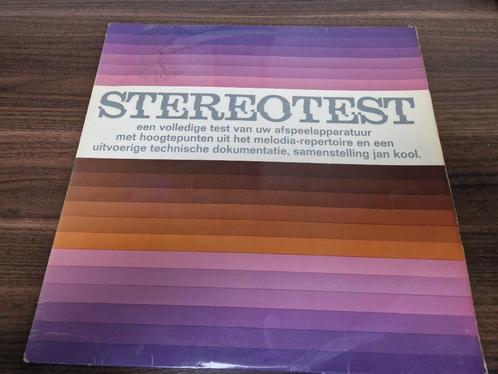 STEREOTEST
een volledige test van uw afspeelapparatuur
met hoogtepunten uit het melodia-repertoire en een
uitvoerige technische dokumentatie, samenstelling jan kool.